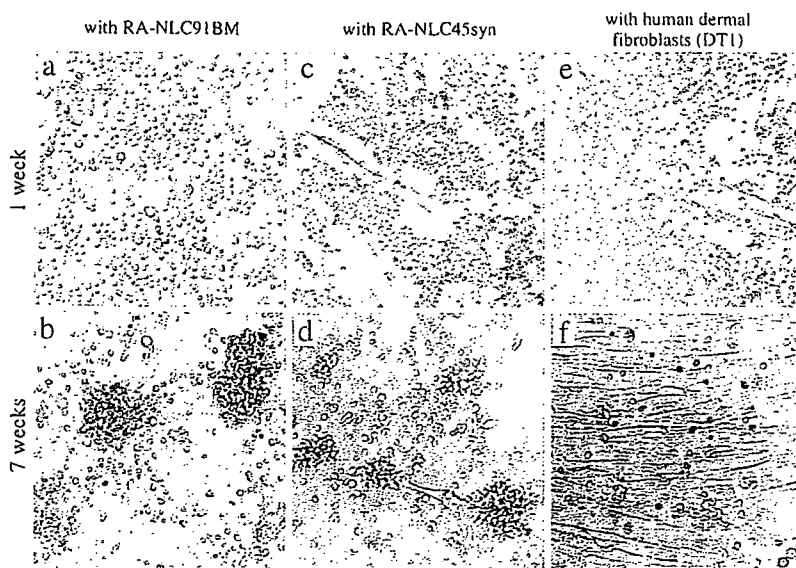 with RA-NLC91BM
with RA-NLC45syn
with human dermal
fibroblasts (DT1)
a
c
e
1 week
b
d
f
7 weeks